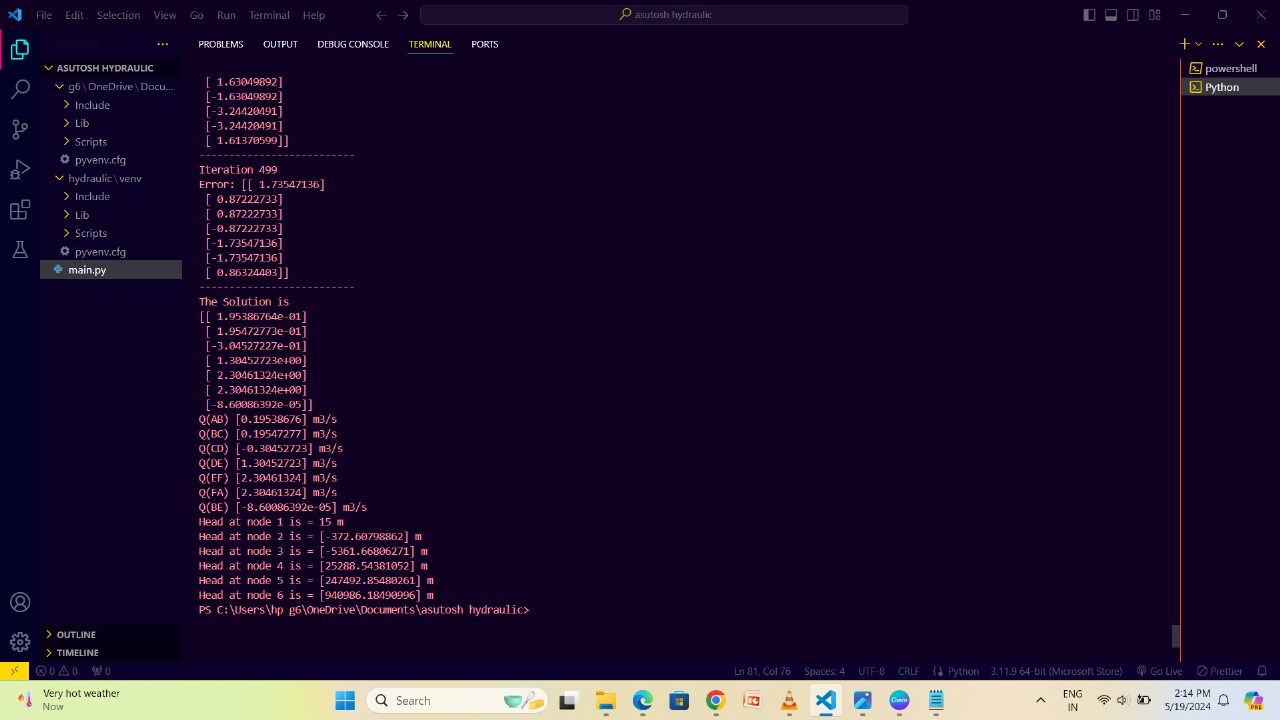 File Edit Selection View Go Run Terminal Help
asutosh hydraulic
EXPLORER
PROBLEMS OUTPUT DEBUG CONSOLE TERMINAL PORTS
ASUTOSH HYDRAULIC
g6\OneDrive\Docu...
Include
Lib
Scripts
pyvenv.cfg
hydraulic\venv
Include
Lib
Scripts
pyvenv.cfg
main.py
OUTLINE
TIMELINE
[ 1.63049892]
[-1.63049892]
[-3.24420491]
[-3.24420491]
[ 1.61370599]]
--------------------------
Iteration 499
Error: [[ 1.73547136]
[ 0.87222733]
[ 0.87222733]
[-0.87222733]
[-1.73547136]
[-1.73547136]
[ 0.86324403]]
--------------------------
The Solution is
[[ 1.95386764e-01]
[ 1.95472773e-01]
[-3.04527227e-01]
[ 1.30452723e+00]
[ 2.30461324e+00]
[ 2.30461324e+00]
[-8.60086392e-05]]
Q(AB) [0.19538676] m3/s
Q(BC) [0.19547277] m3/s
Q(CD) [-0.30452723] m3/s
Q(DE) [1.30452723] m3/s
Q(EF) [2.30461324] m3/s
Q(FA) [2.30461324] m3/s
Q(BE) [-8.60086392e-05] m3/s
Head at node 1 is = 15 m
Head at node 2 is = [-372.60798862] m
Head at node 3 is = [-5361.66806271] m
Head at node 4 is = [25288.54381052] m
Head at node 5 is = [247492.85480261] m
Head at node 6 is = [940986.18490996] m
PS C:\Users\hp g6\OneDrive\Documents\asutosh hydraulic>
powershell
Python
0 0 0
Ln 81, Col 76 Spaces: 4 UTF-8 CRLF Python 3.11.9 64-bit (Microsoft Store) Go Live Prettier
Very hot weather
Now
Search
ENG
IN
2:14 PM
5/19/2024
PRE